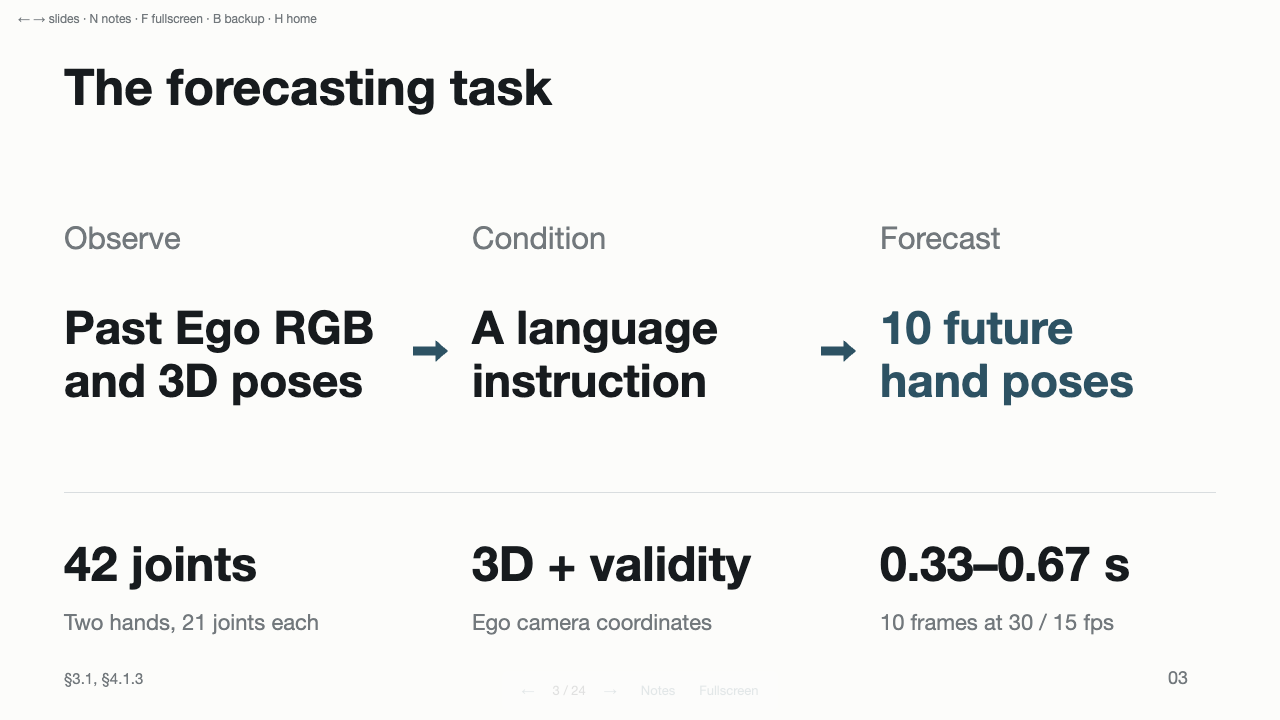 ←→ slides · N notes · F fullscreen · B backup · H home
The forecasting task
Observe
Past Ego RGB
and 3D poses
Condition
A language
instruction
Forecast
10 future
hand poses
42 joints
Two hands, 21 joints each
3D + validity
Ego camera coordinates
0.33–0.67 s
10 frames at 30 / 15 fps
§3.1, §4.1.3
← 3 / 24 → Notes Fullscreen
03